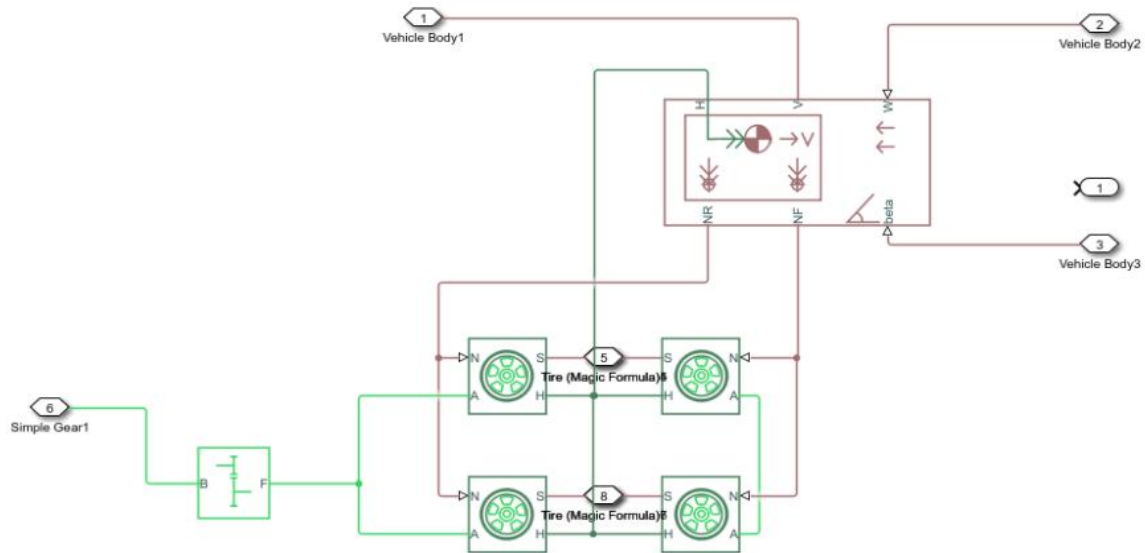 1
Vehicle Body1
2
Vehicle Body2
H
V
W
V
1
NR
NF
beta
3
Vehicle Body3
N
S
5
S
N
Tire (Magic Formula)
A
H
H
A
6
Simple Gear1
B
F
N
S
8
S
N
Tire (Magic Formula)
A
H
H
A